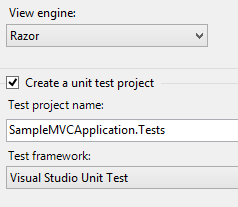 View engine:
Razor
Create a unit test project
Test project name:
SampleMVCApplication.Tests
Test framework:
Visual Studio Unit Test